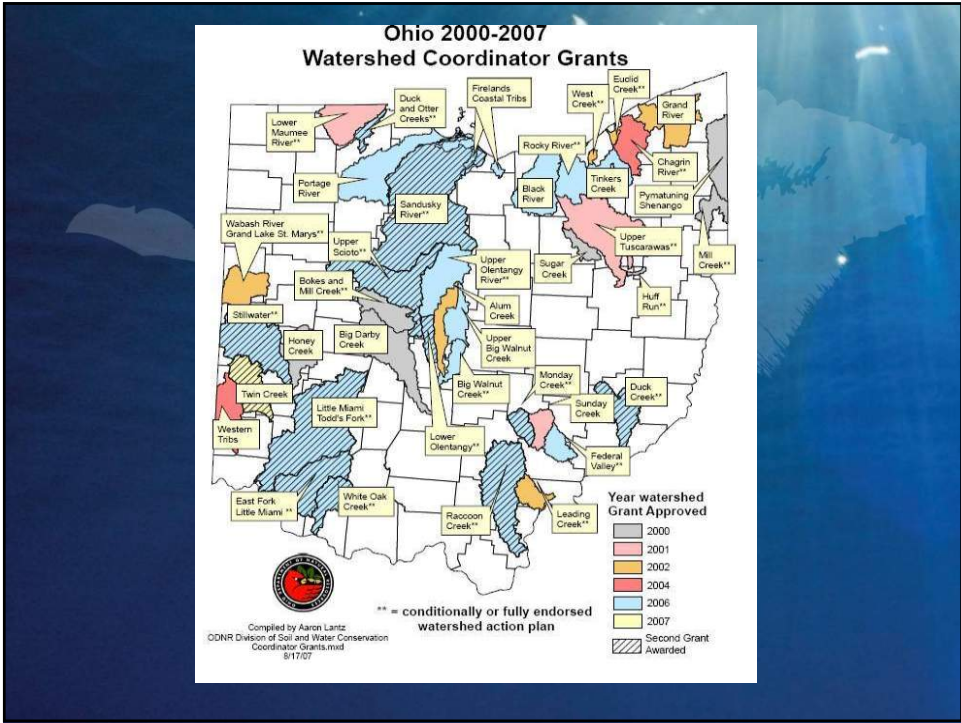 Ohio 2000-2007
Watershed Coordinator Grants
Lower
Maumee
River**
Duck
and Otter
Creeks**
Firelands
Coastal Tribs
West
Creek**
Euclid
Creek**
Grand
River
Rocky River**
Chagrin
River**
Portage
River
Sandusky
River**
Black
River
Tinkers
Creek
Pymatuning
Shenango
Wabash River
Grand Lake St. Marys**
Upper
Scioto**
Upper
Olentangy
River**
Sugar
Creek
Upper
Tuscarawas**
Mill
Creek**
Bokes and
Mill Creek**
Huff
Run**
Stillwater**
Honey
Creek
Big Darby
Creek
Alum
Creek
Upper
Big Walnut
Creek
Twin Creek
Big Walnut
Creek**
Monday
Creek**
Duck
Creek**
Little Miami
Todd's Fork**
Sunday
Creek
Western
Tribs
Lower
Olentangy**
Federal
Valley**
East Fork
Little Miami **
White Oak
Creek**
Raccoon
Creek**
Leading
Creek**
Year watershed
Grant Approved
2000
2001
2002
2004
2006
2007
Second Grant
Awarded
** = conditionally or fully endorsed
watershed action plan
Compiled by Aaron Lantz
ODNR Division of Soil and Water Conservation
Coordinator Grants.mxd
8/17/07